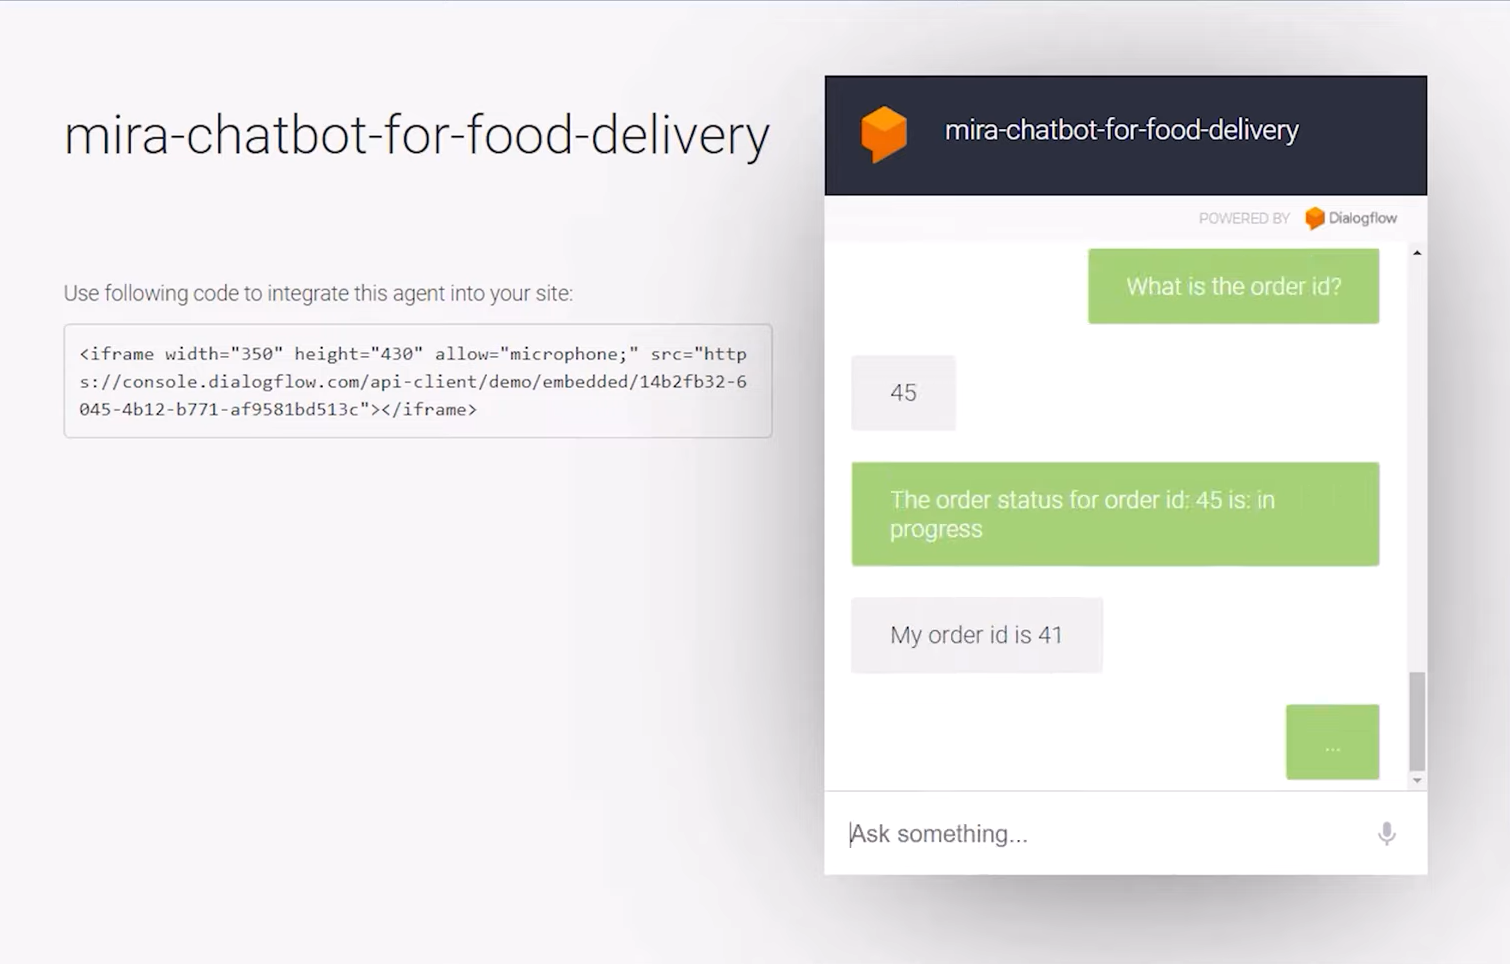 mira-chatbot-for-food-delivery
Use following code to integrate this agent into your site:
<iframe width="350" height="430" allow="microphone;" src="http
s://console.dialogflow.com/api-client/demo/embedded/14b2fb32-6
045-4b12-b771-af9581bd513c"></iframe>
mira-chatbot-for-food-delivery
POWERED BY Dialogflow
What is the order id?
45
The order status for order id: 45 is: in
progress
My order id is 41
...
Ask something...